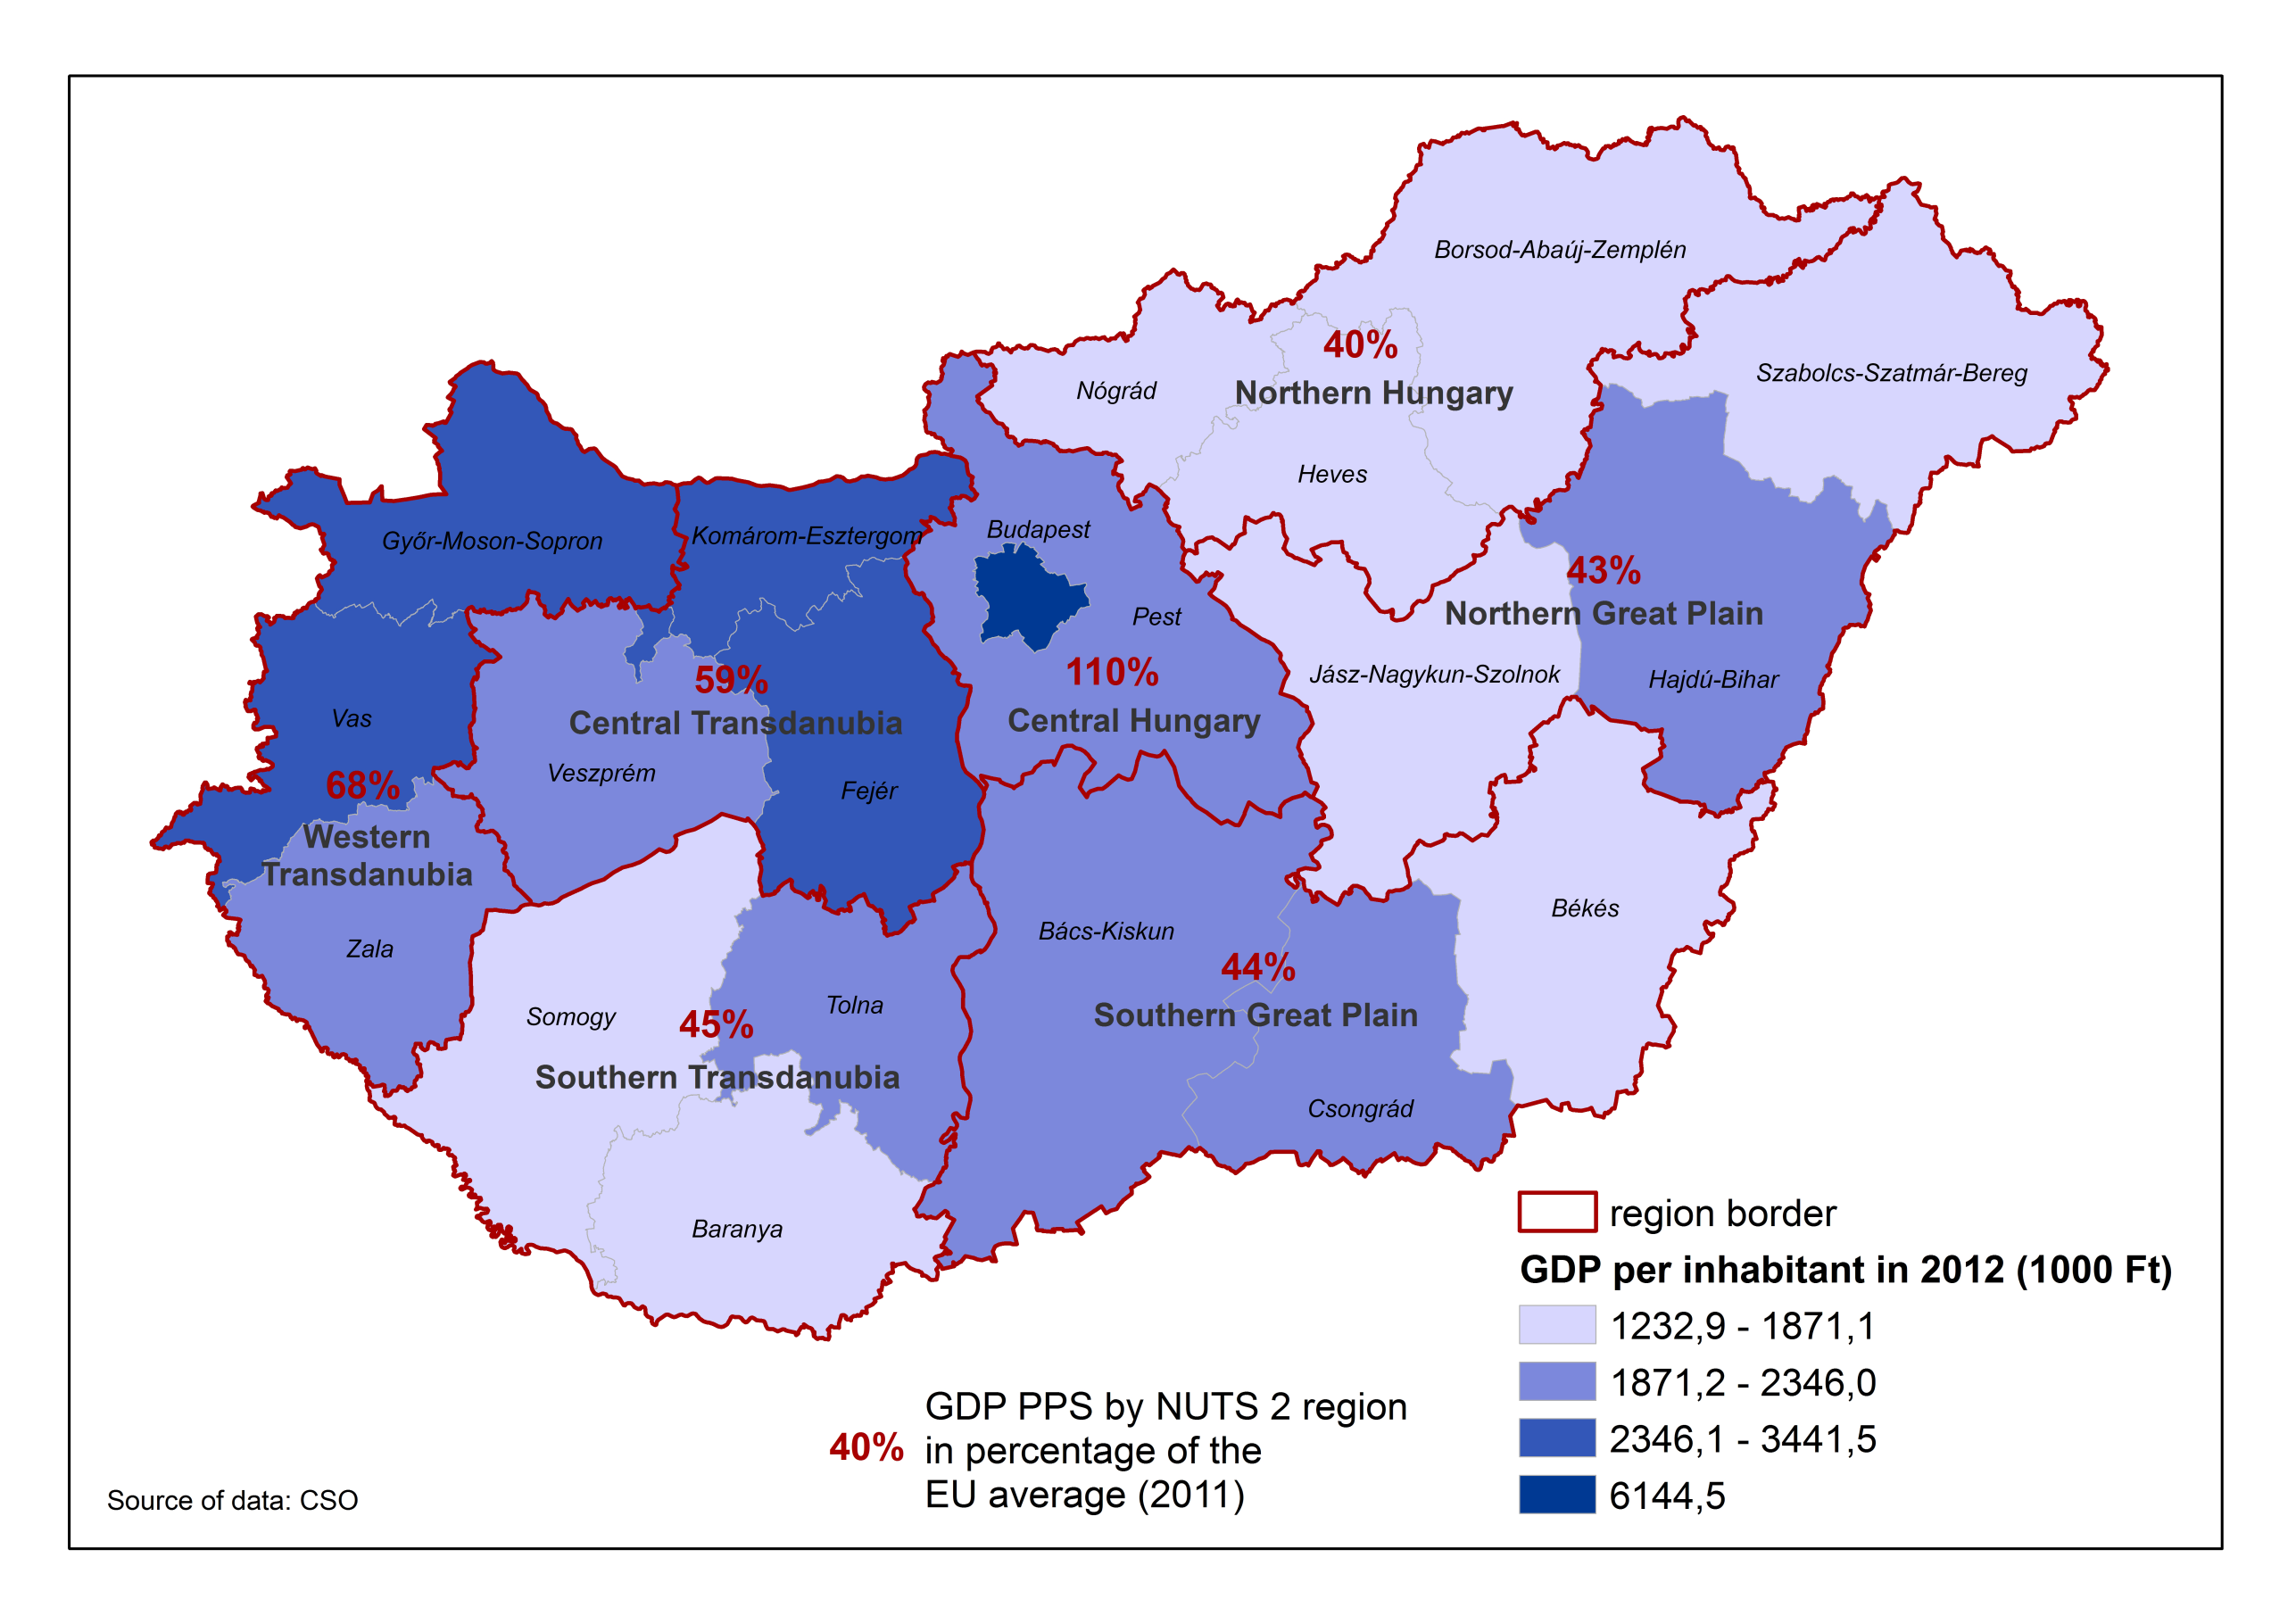 Borsod-Abaúj-Zemplén
40%
Northern Hungary
Nógrád
Szabolcs-Szatmár-Bereg
Heves
Győr-Moson-Sopron
Komárom-Esztergom
Budapest
Pest
43%
Northern Great Plain
110%
Central Hungary
Jász-Nagykun-Szolnok
Hajdú-Bihar
59%
Central Transdanubia
Vas
Veszprém
Fejér
68%
Western
Transdanubia
Zala
Bács-Kiskun
Békés
44%
Southern Great Plain
Somogy
Tolna
45%
Southern Transdanubia
Csongrád
Baranya
region border
GDP per inhabitant in 2012 (1000 Ft)
1232,9 - 1871,1
1871,2 - 2346,0
2346,1 - 3441,5
6144,5
40%
GDP PPS by NUTS 2 region
in percentage of the
EU average (2011)
Source of data: CSO